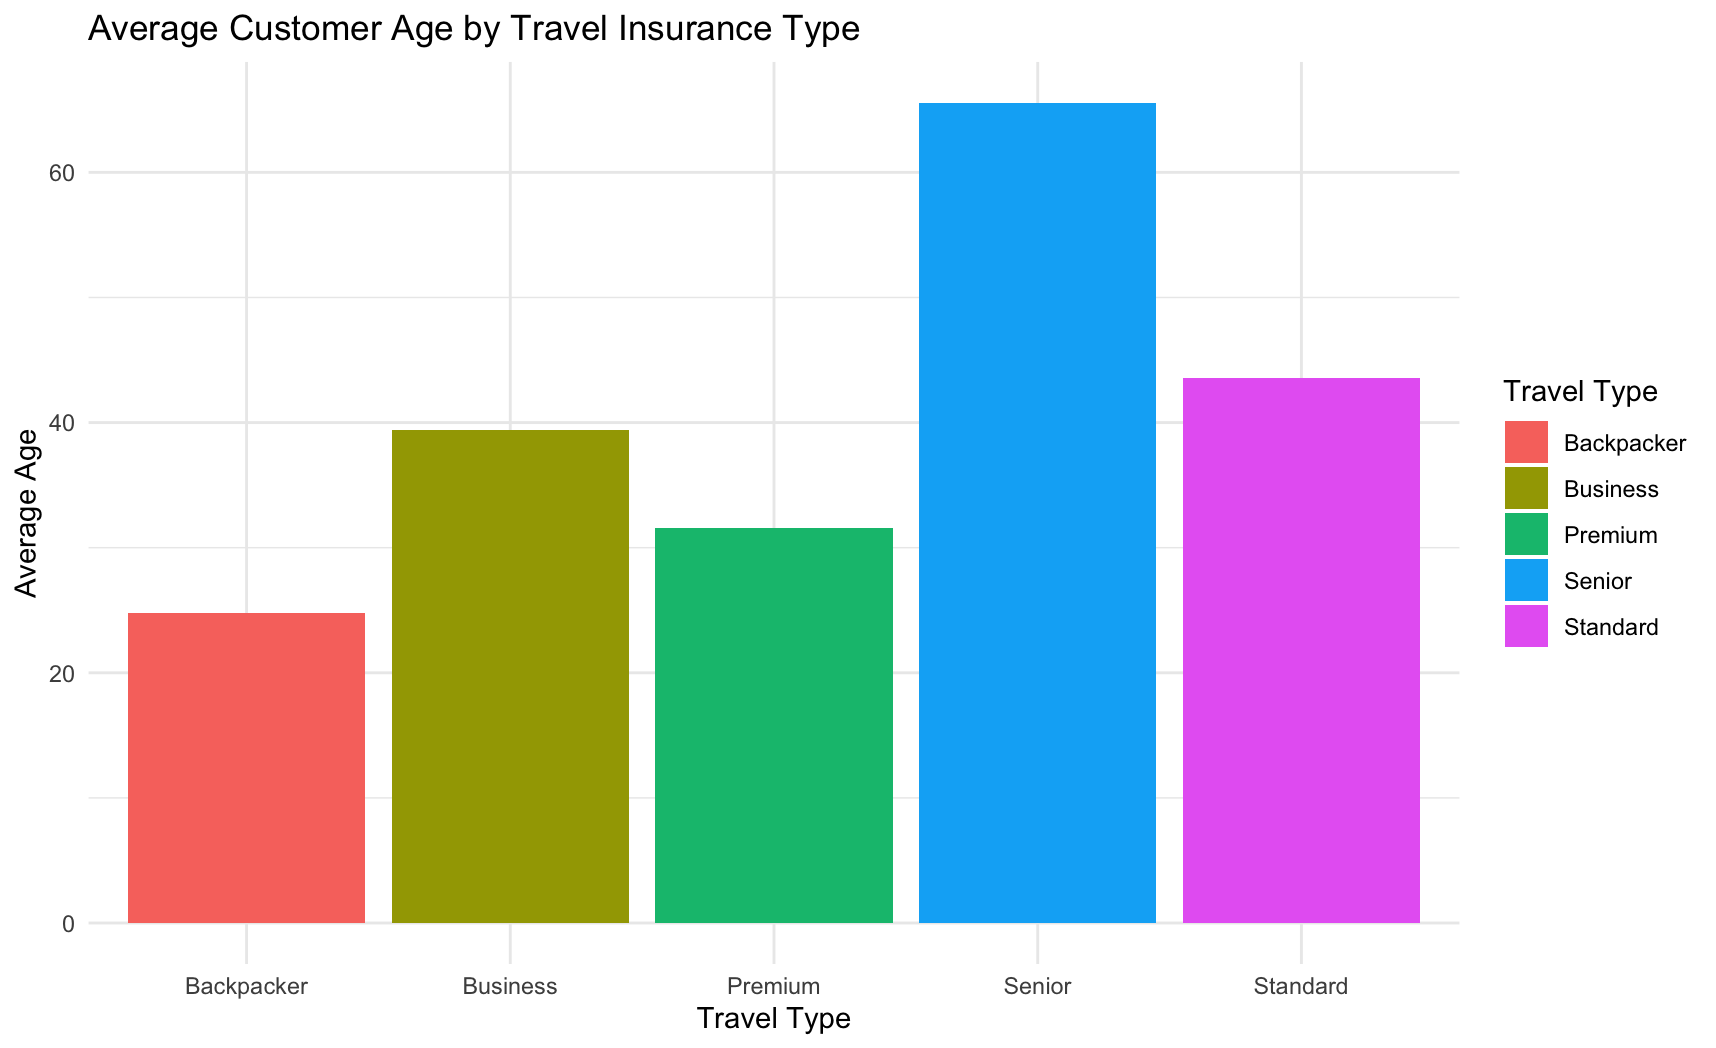 Average Customer Age by Travel Insurance Type
Average Age
60
40
20
0
Backpacker Business Premium Senior Standard
Travel Type
Travel Type
Backpacker
Business
Premium
Senior
Standard